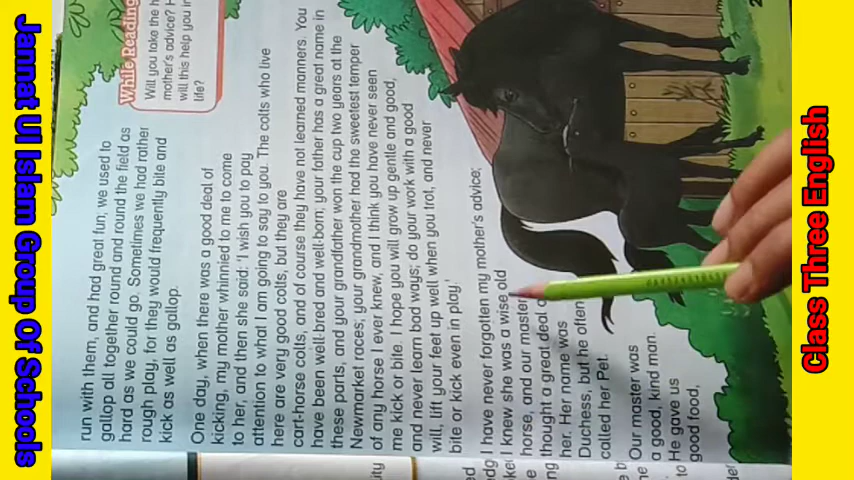 Jannat Ul Islam Group Of Schools
run with them, and had great fun; we used to
gallop all together round and round the field as
hard as we could go. Sometimes we had rather
rough play, for they would frequently bite and
kick as well as gallop.
One day, when there was a good deal of
kicking, my mother whinnied to me to come
to her, and then she said: 'I wish you to pay
attention to what I am going to say to you. The colts who live
here are very good colts, but they are
cart-horse colts, and of course they have not learned manners. You
have been well-bred and well-born; your father has a great name in
these parts, and your grandfather won the cup two years at the
Newmarket races; your grandmother had the sweetest temper
of any horse I ever knew, and I think you have never seen
me kick or bite. I hope you will grow up gentle and good,
and never learn bad ways; do your work with a good
will, lift your feet up well when you trot, and never
bite or kick even in play.'
I have never forgotten my mother's advice;
I knew she was a wise old
horse, and our master
thought a great deal
her. Her name was
Duchess, but he often
called her Pet.
Our master was
a good, kind man.
He gave us
good food,
While Reading
Will you take the
mother's advice?
will this help you in
life?
Class Three English